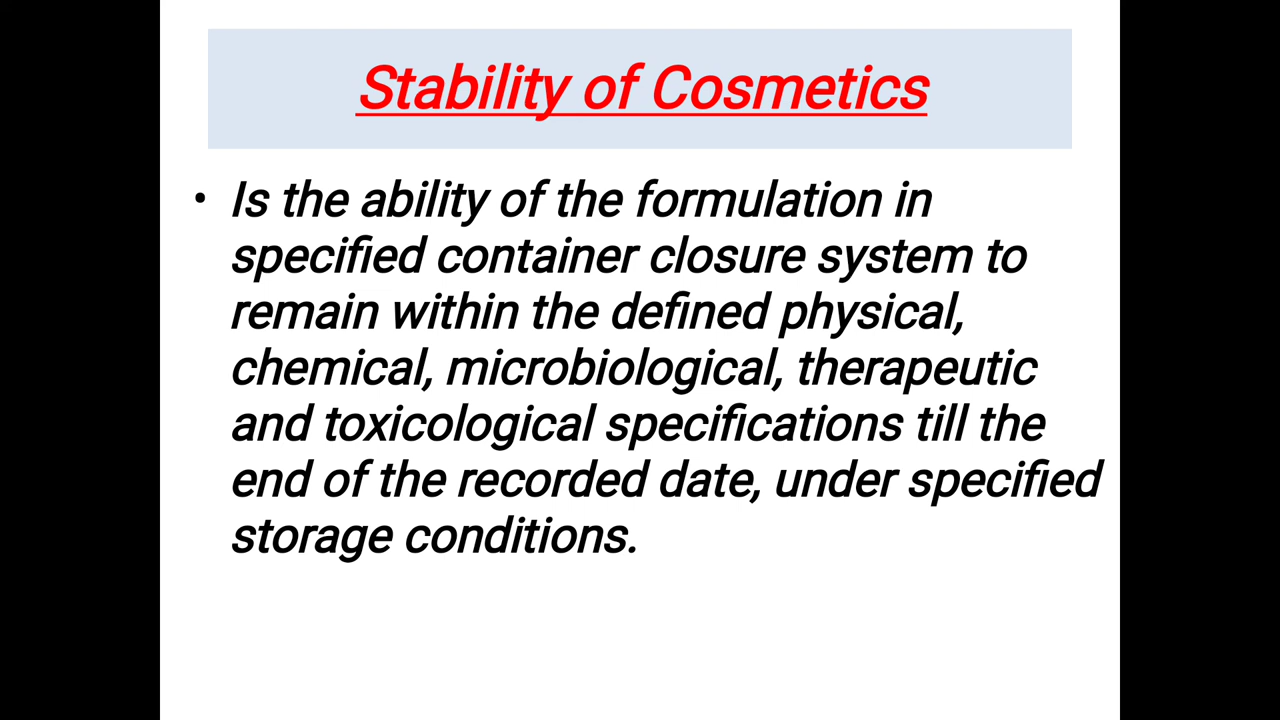 Stability of Cosmetics
• Is the ability of the formulation in
specified container closure system to
remain within the defined physical,
chemical, microbiological, therapeutic
and toxicological specifications till the
end of the recorded date, under specified
storage conditions.